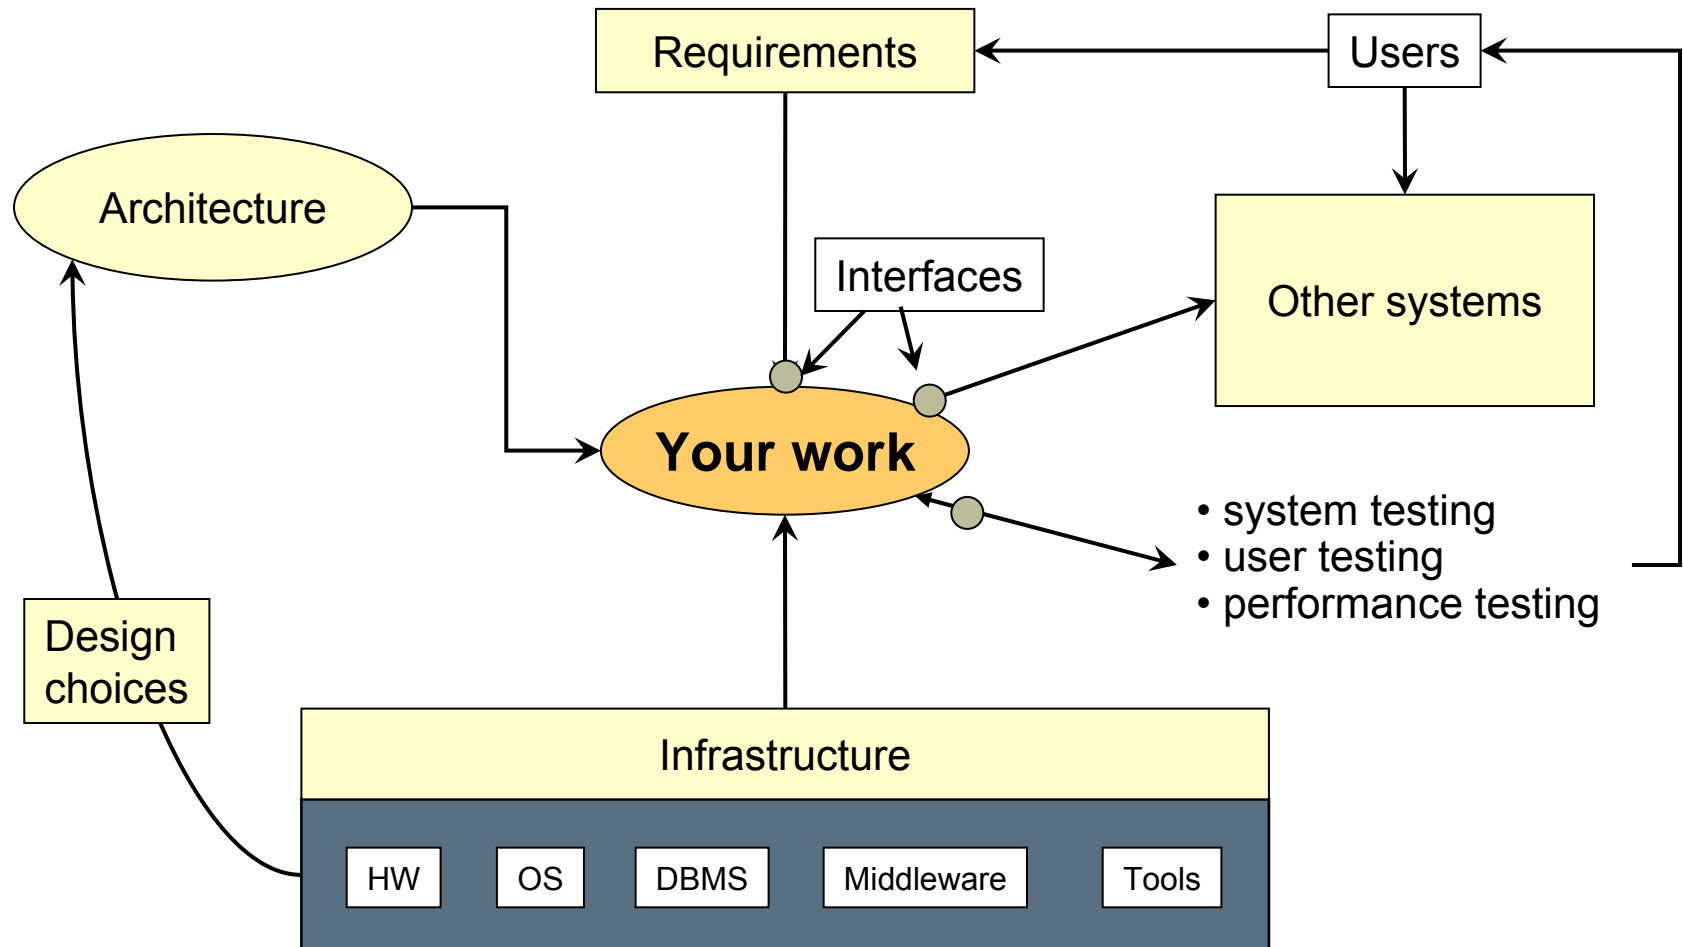 Requirements
Users
Architecture
Interfaces
Other systems
Your work
• system testing
• user testing
• performance testing
Design
choices
Infrastructure
HW
OS
DBMS
Middleware
Tools